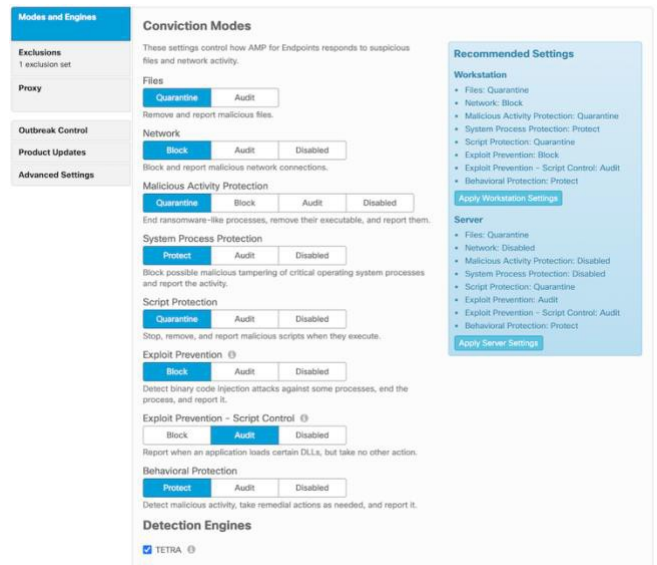 Modes and Engines
Exclusions
1 exclusion set
Proxy
Outbreak Control
Product Updates
Advanced Settings
Conviction Modes
These settings control how AMP for Endpoints responds to suspicious
files and network activity.
Files
Quarantine Audit
Remove and report malicious files.
Network
Block Audit Disabled
Block and report malicious network connections.
Malicious Activity Protection
Quarantine Block Audit Disabled
End ransomware-like processes, remove their executable, and report them.
System Process Protection
Protect Audit Disabled
Block possible malicious tampering of critical operating system processes
and report the activity.
Script Protection
Quarantine Audit Disabled
Stop, remove, and report malicious scripts when they execute.
Exploit Prevention
Block Audit Disabled
Detect binary code injection attacks against some processes, end the
process, and report it.
Exploit Prevention - Script Control
Block Audit Disabled
Report when an application loads certain DLLs, but take no other action.
Behavioral Protection
Protect Audit Disabled
Detect malicious activity, take remedial actions as needed, and report it.
Detection Engines
TETRA
Recommended Settings
Workstation
• Files: Quarantine
• Network: Block
• Malicious Activity Protection: Quarantine
• System Process Protection: Protect
• Script Protection: Quarantine
• Exploit Prevention: Block
• Exploit Prevention - Script Control: Audit
• Behavioral Protection: Protect
Apply Workstation Settings
Server
• Files: Quarantine
• Network: Disabled
• Malicious Activity Protection: Disabled
• System Process Protection: Disabled
• Script Protection: Quarantine
• Exploit Prevention: Audit
• Exploit Prevention - Script Control: Audit
• Behavioral Protection: Protect
Apply Server Settings